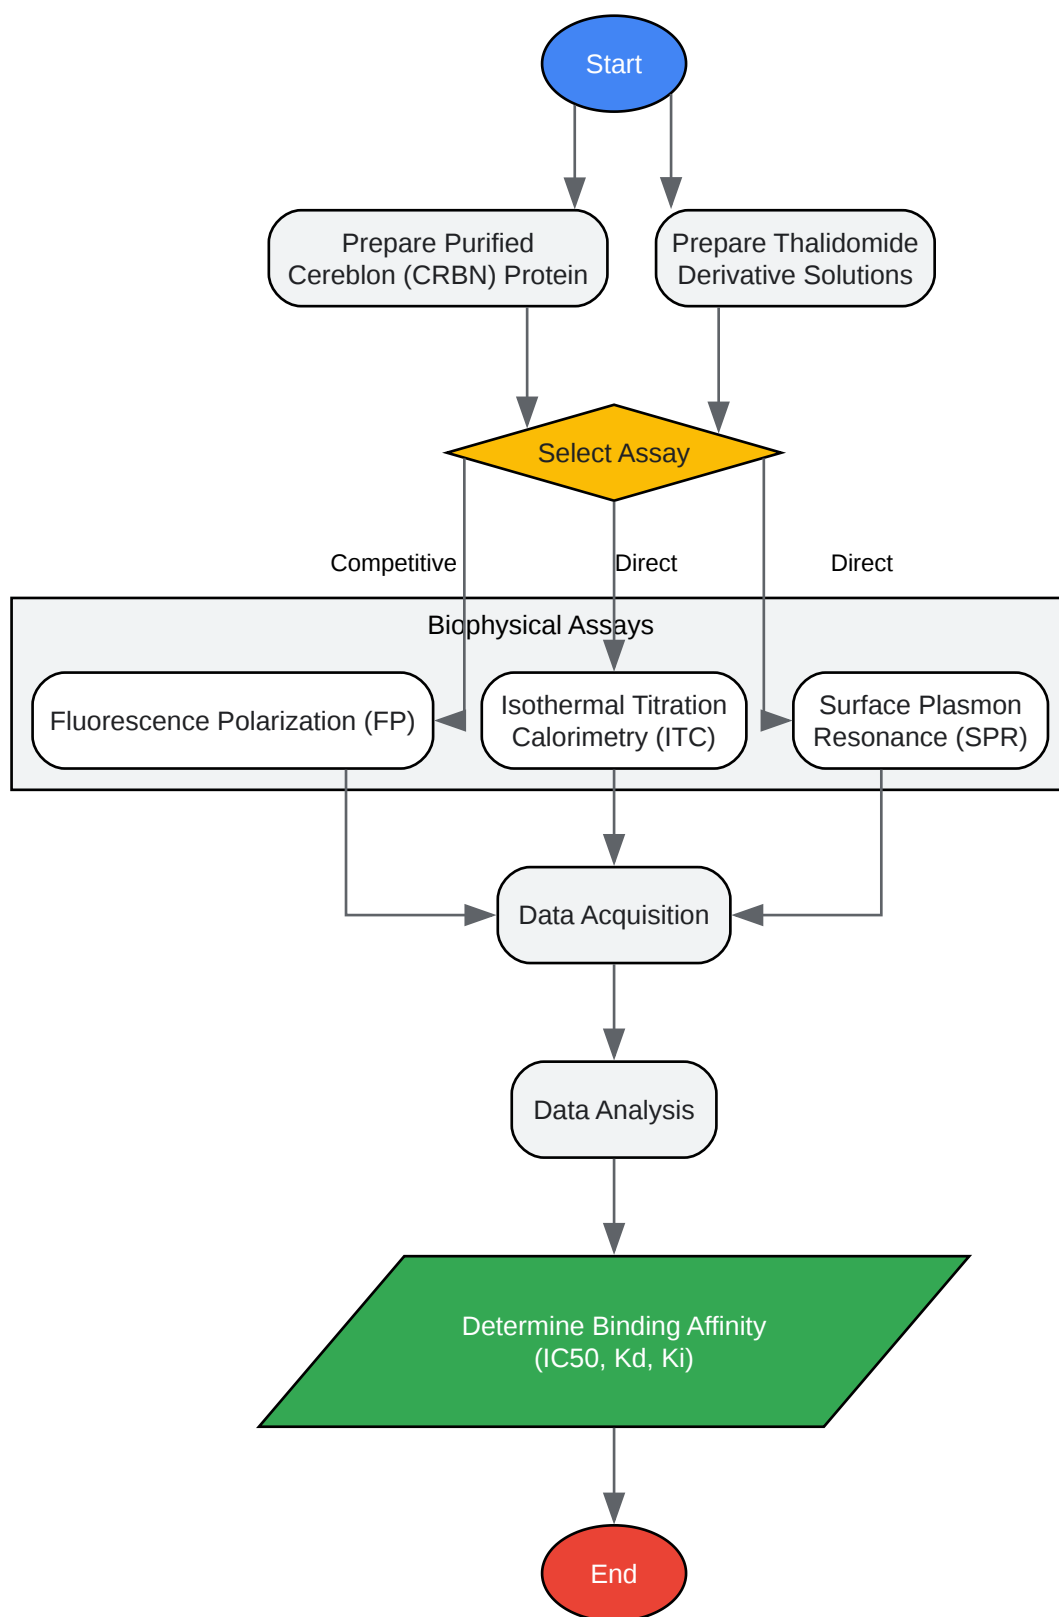 Start
Prepare Purified
Cereblon (CRBN) Protein
Prepare Thalidomide
Derivative Solutions
Select Assay
Competitive
Direct
Direct
Biophysical Assays
Fluorescence Polarization (FP)
Isothermal Titration
Calorimetry (ITC)
Surface Plasmon
Resonance (SPR)
Data Acquisition
Data Analysis
Determine Binding Affinity
(IC50, Kd, Ki)
End